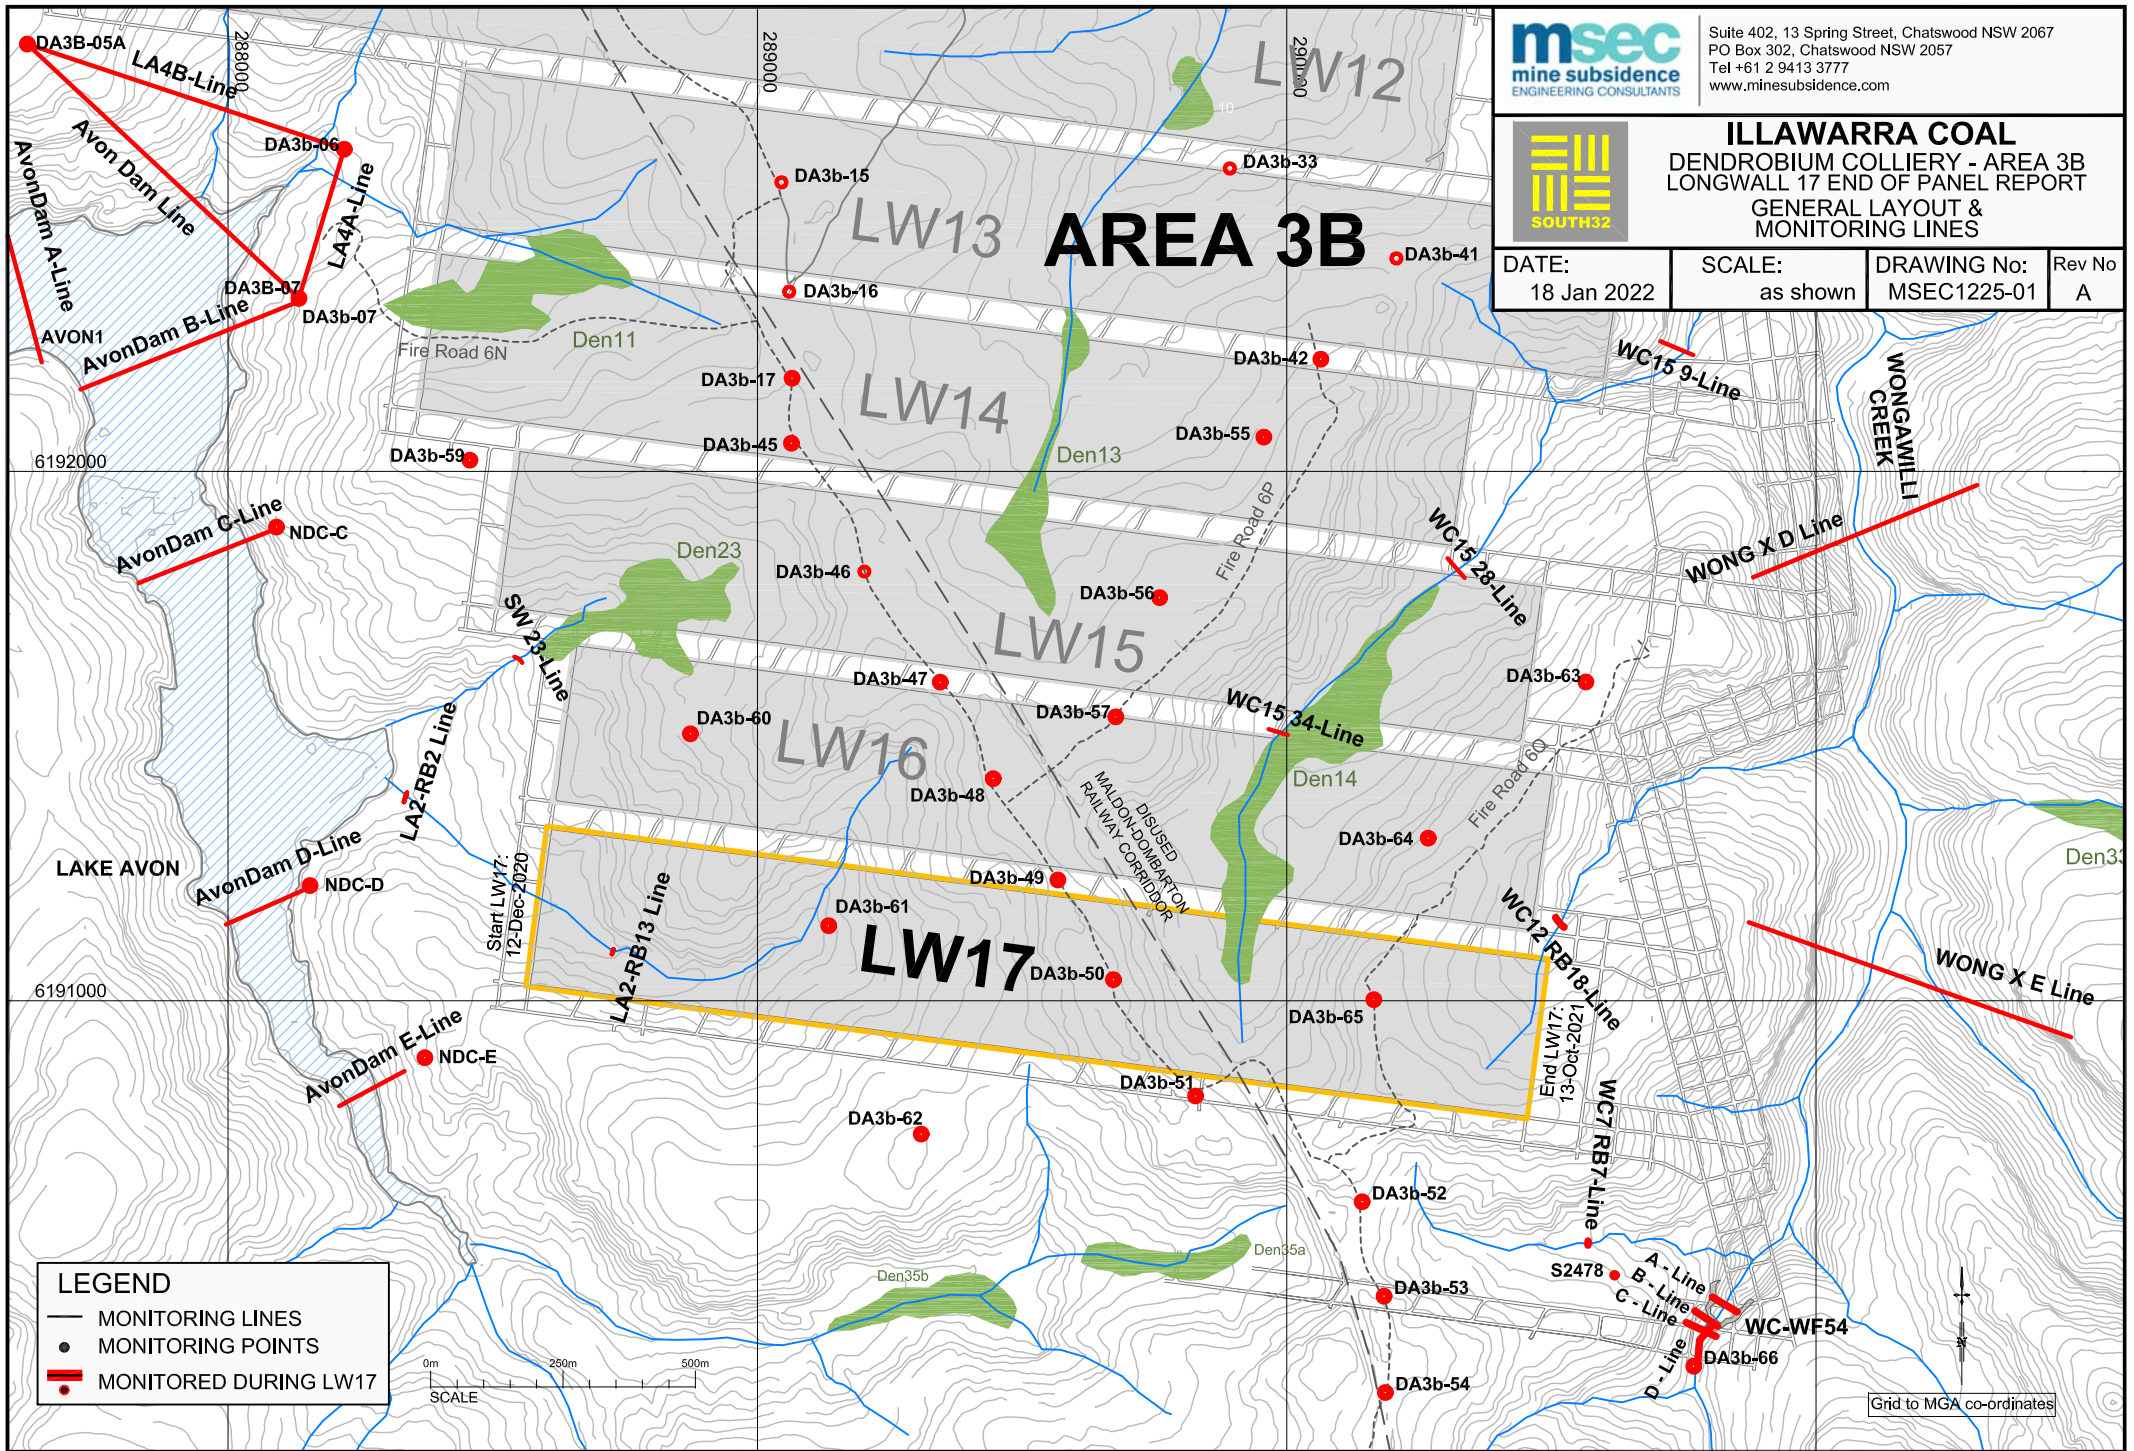 msec
mine subsidence
ENGINEERING CONSULTANTS
Suite 402, 13 Spring Street, Chatswood NSW 2067
PO Box 302, Chatswood NSW 2057
Tel +61 2 9413 3777
www.minesubsidence.com
SOUTH32
ILLAWARRA COAL
DENDROBIUM COLLIERY - AREA 3B
LONGWALL 17 END OF PANEL REPORT
GENERAL LAYOUT &
MONITORING LINES
DATE:
18 Jan 2022
SCALE:
as shown
DRAWING No:
MSEC1225-01
Rev No
A
DA3B-05A
LA4B-Line
288000
289000
290000
LW12
10
Avon Dam Line
AvonDam A-Line
DA3b-06
LA4A-Line
DA3b-15
DA3b-33
LW13
AREA 3B
DA3b-41
DA3B-07
DA3b-07
DA3b-16
AVON1
AvonDam B-Line
Fire Road 6N
Den11
DA3b-42
WC15 9-Line
WONGAWILLI
CREEK
DA3b-17
LW14
DA3b-45
DA3b-55
Den13
DA3b-59
6192000
Fire Road 6P
AvonDam C-Line
NDC-C
Den23
DA3b-46
DA3b-56
WC15 28-Line
WONG X D Line
SW 23-Line
LW15
DA3b-47
DA3b-63
DA3b-57
WC15 34-Line
LA2-RB2 Line
DA3b-60
LW16
DA3b-48
Den14
DISUSED
MALDON-DOMBARTON
RAILWAY CORRIDDOR
Fire Road 6O
DA3b-64
Den33
LAKE AVON
AvonDam D-Line
NDC-D
Start LW17:
12-Dec-2020
DA3b-49
LA2-RB13 Line
DA3b-61
LW17
DA3b-50
WC12 RB18-Line
WONG X E Line
6191000
DA3b-65
End LW17:
13-Oct-2021
AvonDam E-Line
NDC-E
DA3b-51
DA3b-62
WC7 RB7-Line
DA3b-52
Den35a
Den35b
S2478
A - Line
B - Line
C - Line
DA3b-53
WC-WF54
D - Line
DA3b-66
DA3b-54
LEGEND
MONITORING LINES
MONITORING POINTS
MONITORED DURING LW17
0m
250m
500m
SCALE
N
Grid to MGA co-ordinates